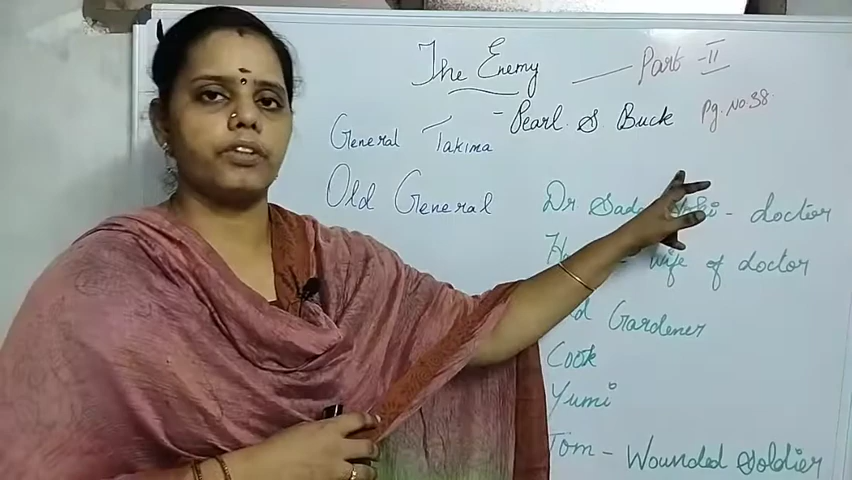 The Enemy — Part - II
- Pearl S Buck Pg. No. 38
General Takima
Old General
Dr Sada - doctor
wife of doctor
Gardener
Cook
Yumi
Tom - Wounded Soldier